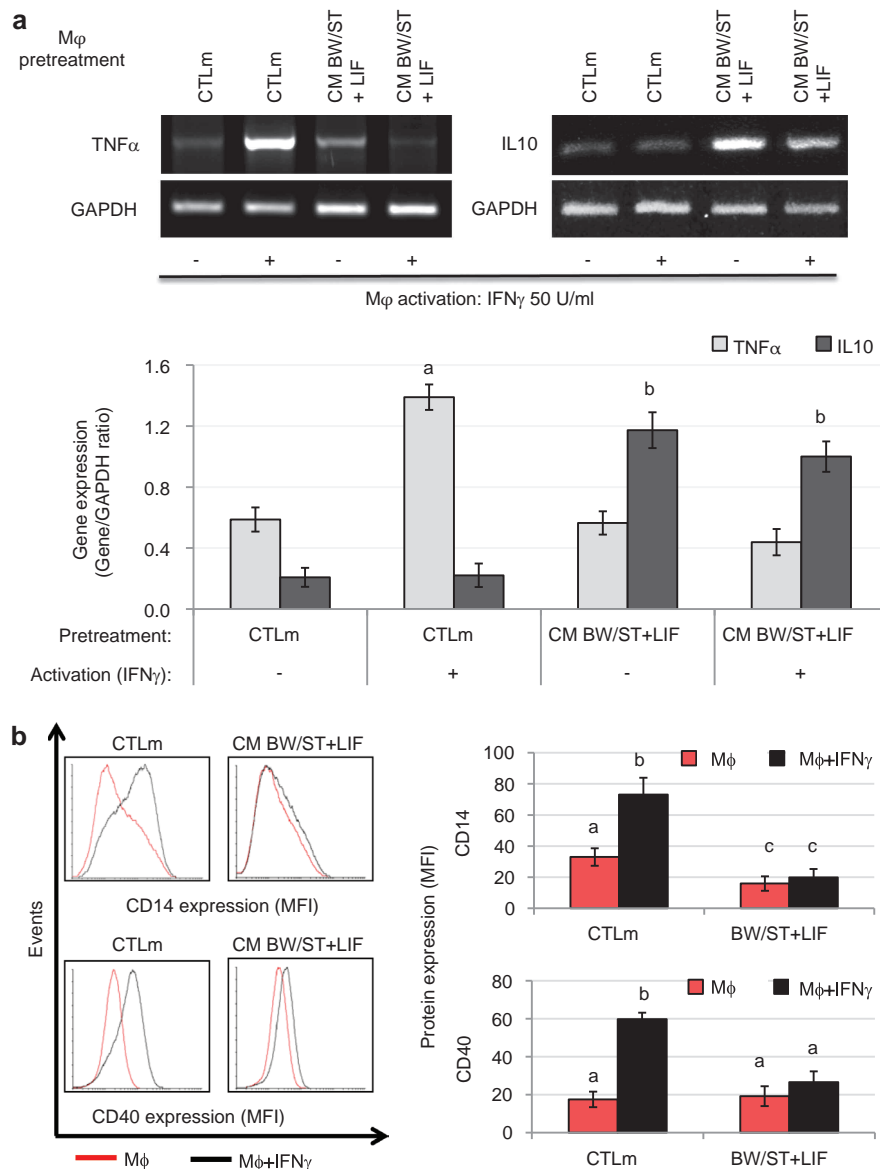 a
Mφ pretreatment
CTLm
CTLm
CM BW/ST + LIF
CM BW/ST + LIF
CTLm
CTLm
CM BW/ST + LIF
CM BW/ST +LIF
TNFα
IL10
GAPDH
GAPDH
- + - + - + - +
Mφ activation: IFNγ 50 U/ml
TNFα IL10
Gene expression
(Gene/GAPDH ratio)
1.6
1.2
0.8
0.4
0.0
a
b
b
Pretreatment: CTLm CTLm CM BW/ST+LIF CM BW/ST+LIF
Activation (IFNγ): - + - +
b
Events
CTLm CM BW/ST+LIF
CD14 expression (MFI)
CTLm CM BW/ST+LIF
CD40 expression (MFI)
Mφ Mφ+IFNγ
Protein expression (MFI)
CD14
100
80
60
40
20
0
Mϕ Mϕ+IFNγ
a
b
c
c
CTLm BW/ST+LIF
CD40
80
60
40
20
0
Mϕ Mϕ+IFNγ
a
b
a
a
CTLm BW/ST+LIF